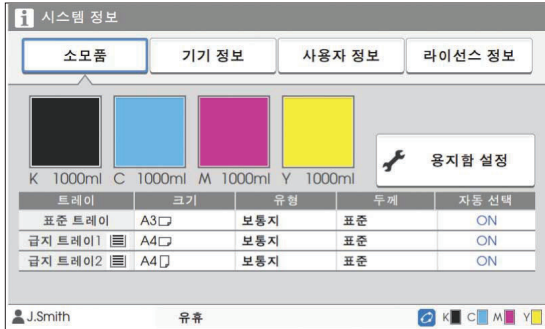 i 시스템 정보
소모품 기기 정보 사용자 정보 라이선스 정보
K 1000ml C 1000ml M 1000ml Y 1000ml
용지함 설정
트레이 크기 유형 두께 자동 선택
표준 트레이 A3 보통지 표준 ON
급지 트레이1 A4 보통지 표준 ON
급지 트레이2 A4 보통지 표준 ON
J.Smith 유휴 K C M Y